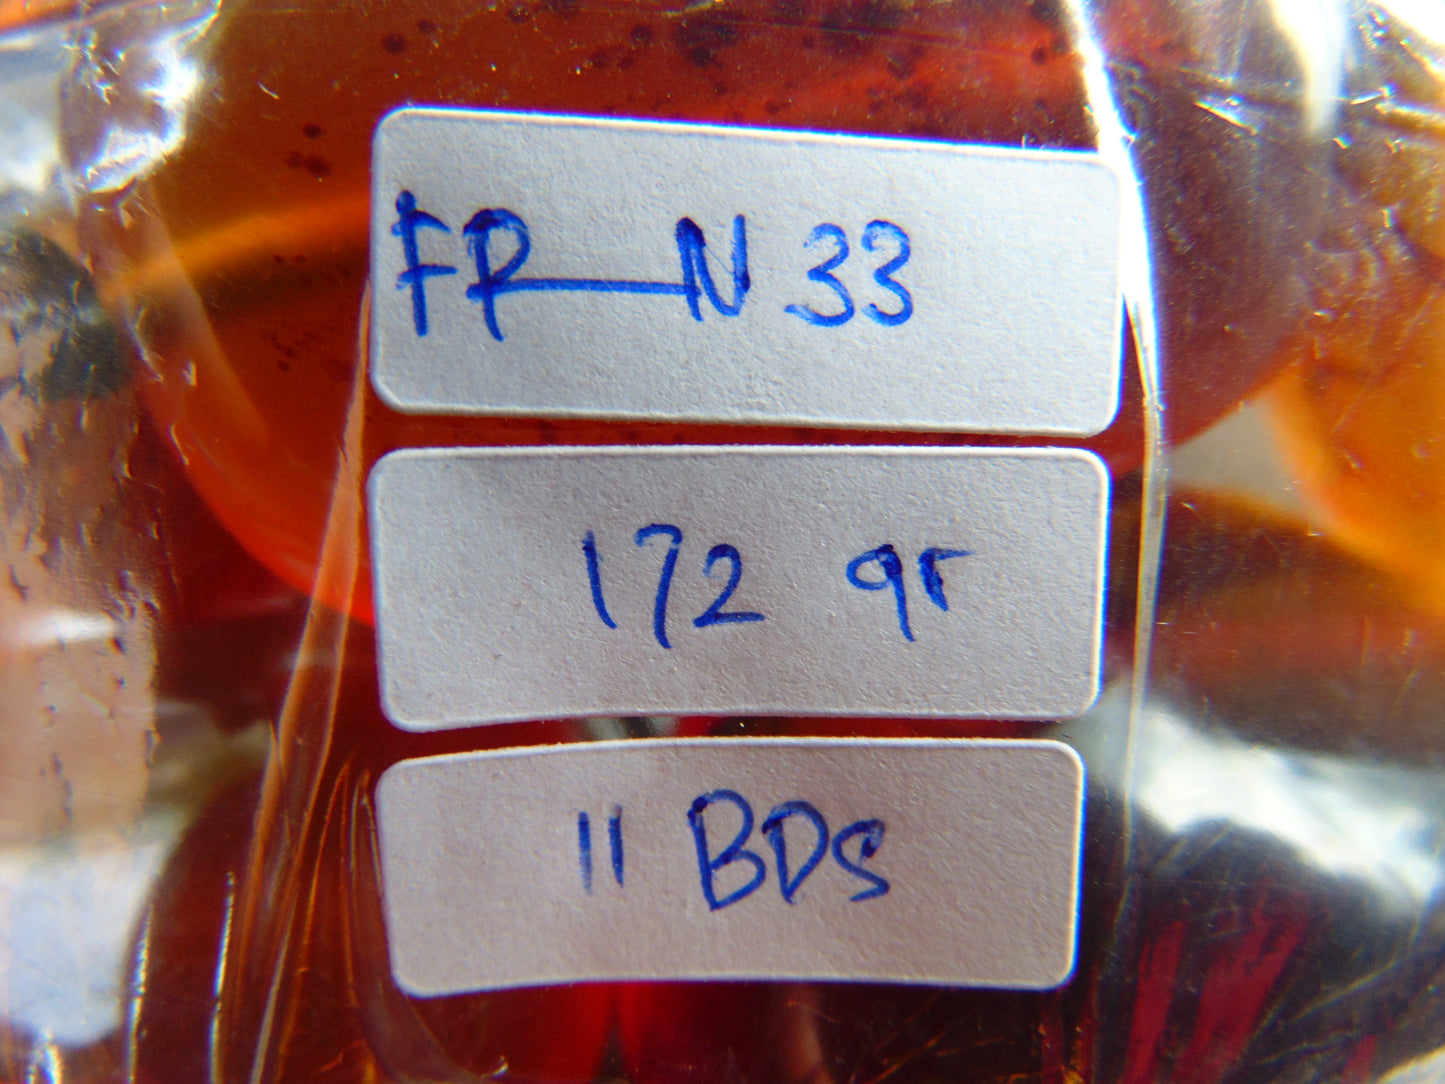 FP—N 33
172 gr
11 BDS